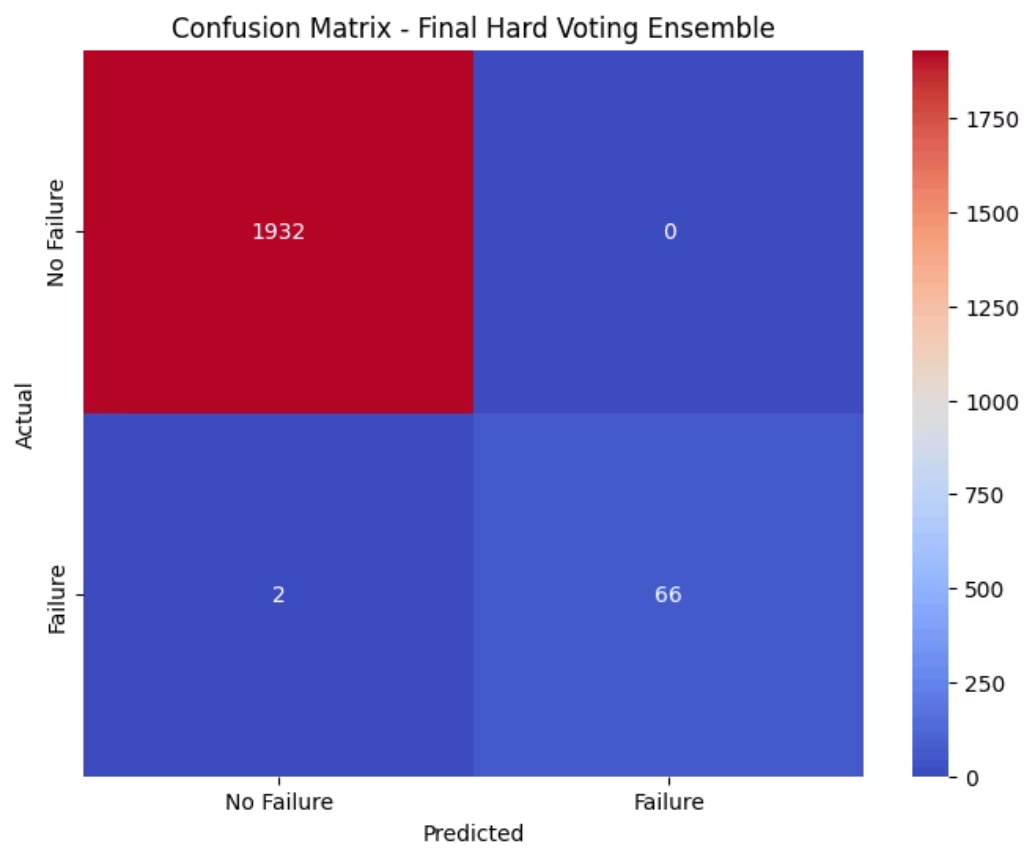 Confusion Matrix - Final Hard Voting Ensemble
No Failure
Failure
Actual
1932
0
2
66
No Failure
Failure
Predicted
1750
1500
1250
1000
750
500
250
0